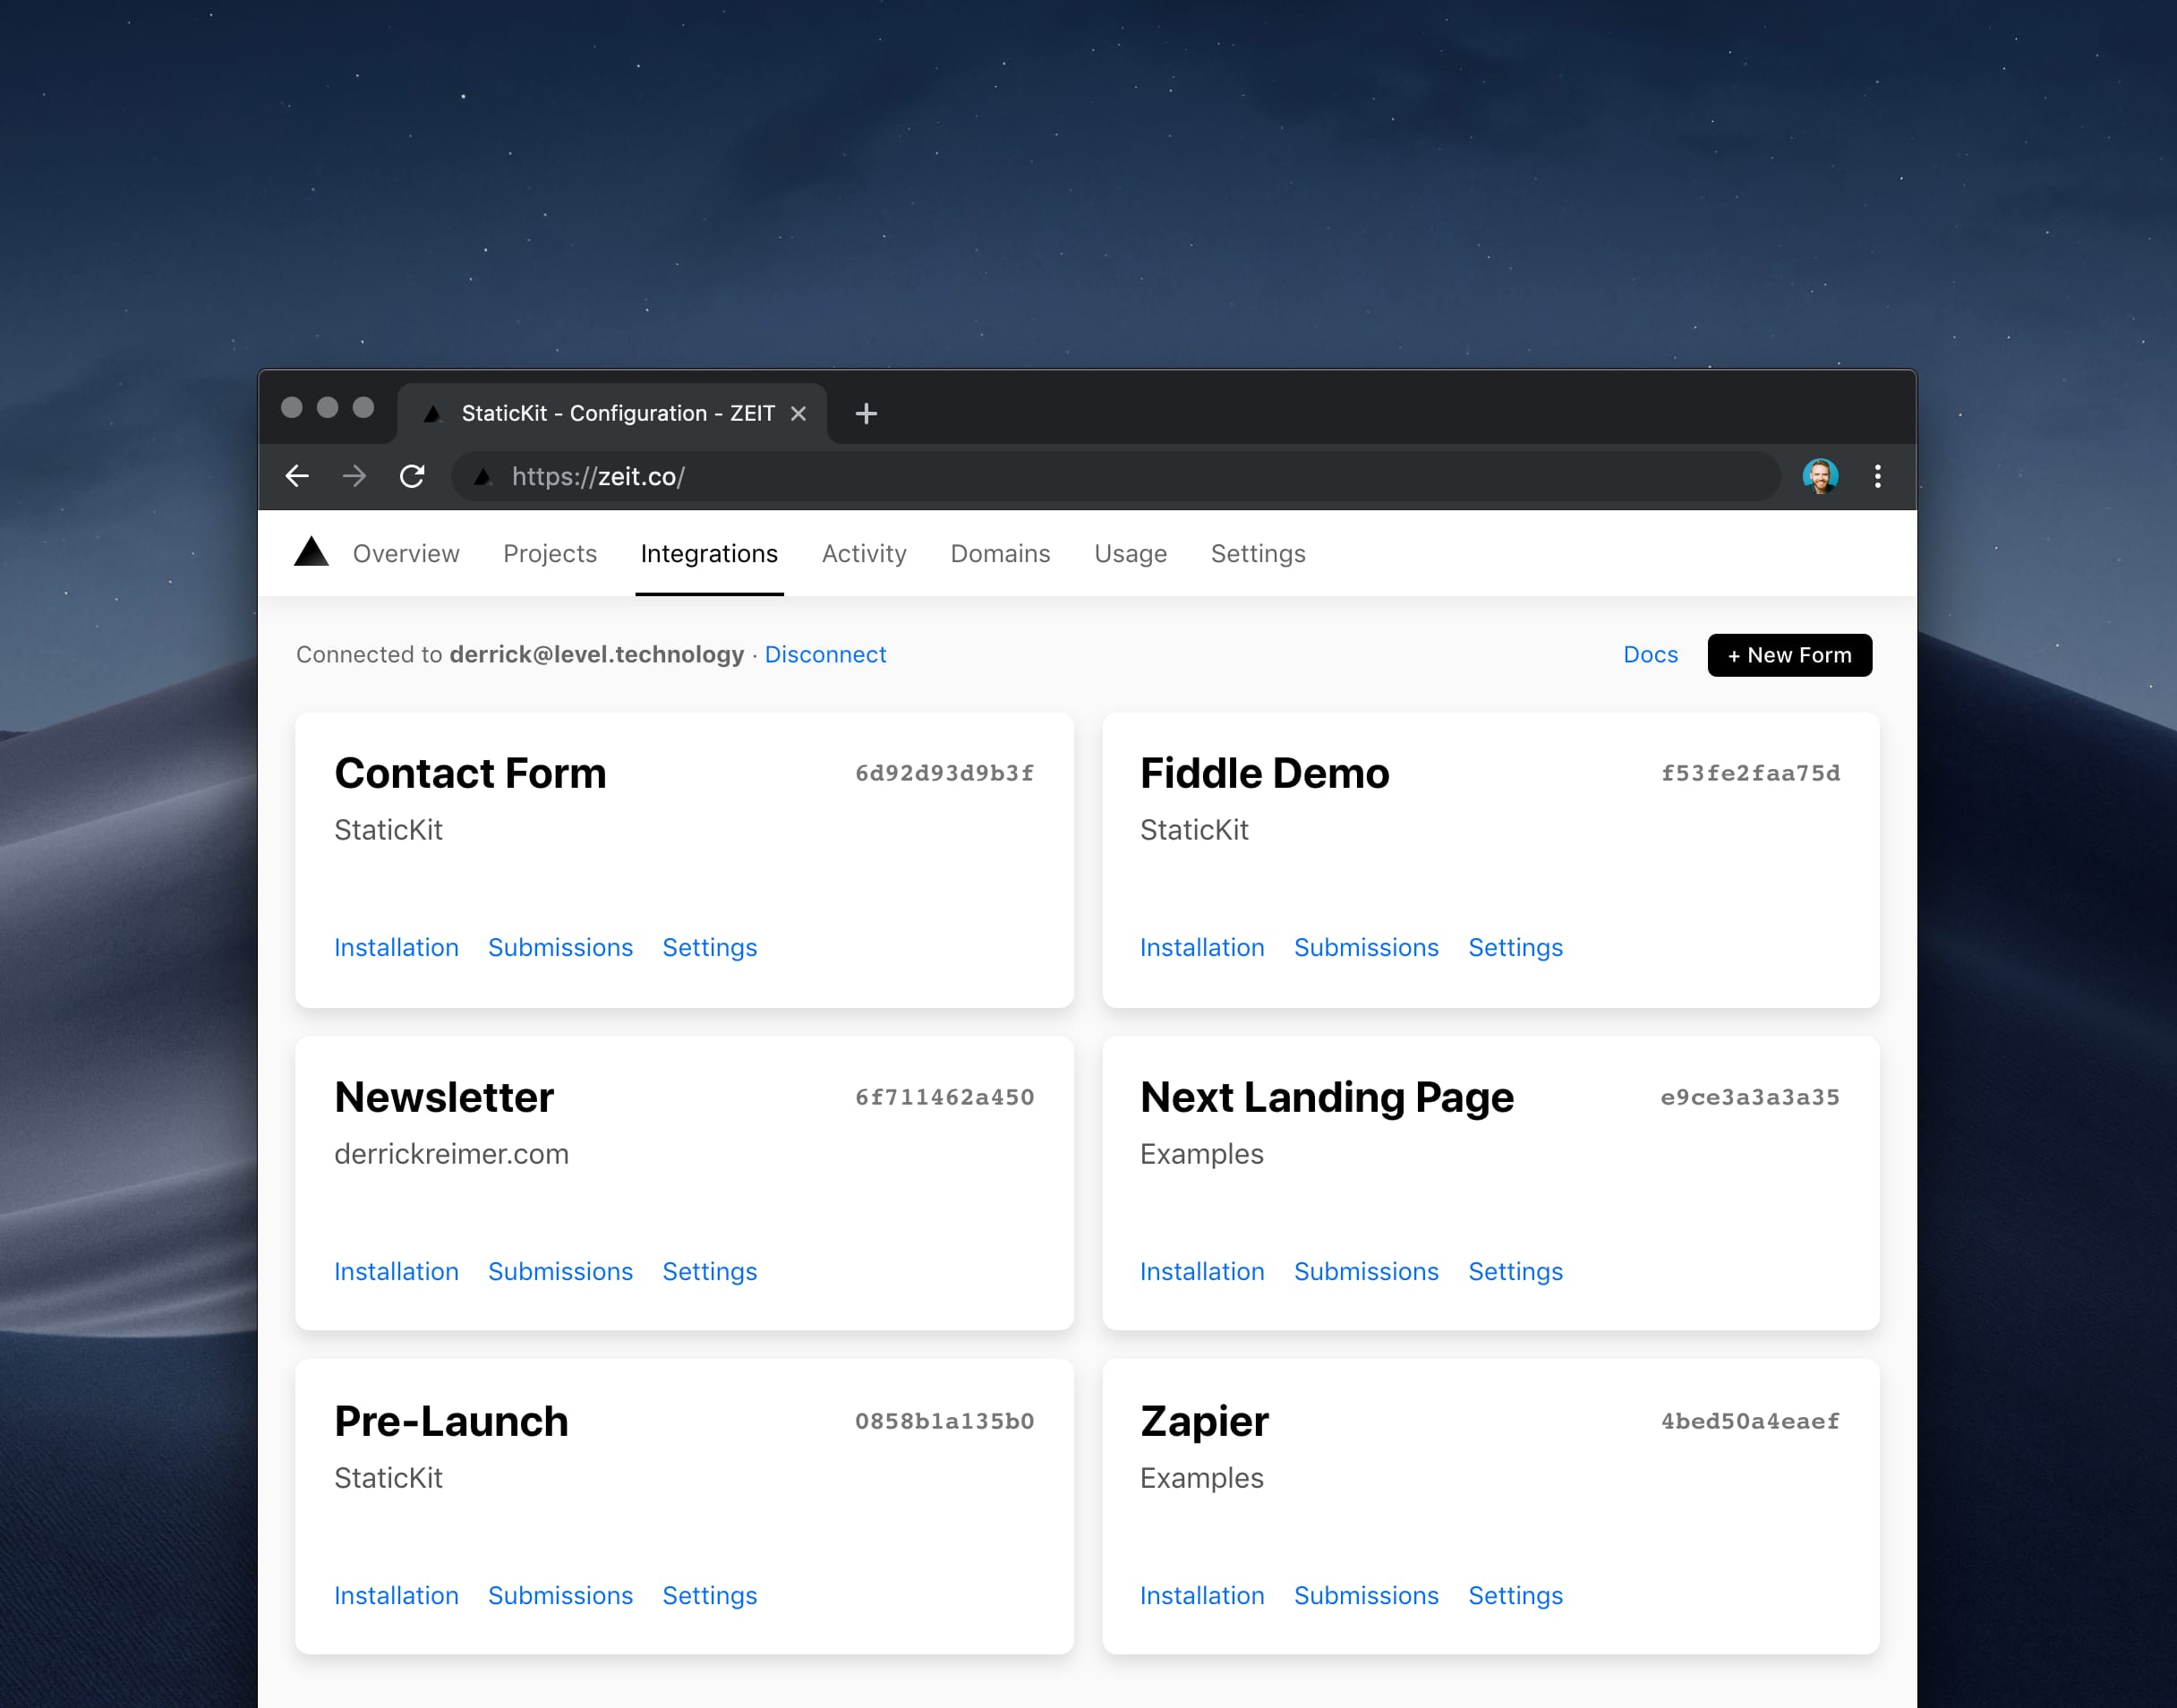 StaticKit - Configuration - ZEIT
https://zeit.co/
Overview Projects Integrations Activity Domains Usage Settings
Connected to derrick@level.technology · Disconnect Docs + New Form
Contact Form 6d92d93d9b3f
StaticKit
Installation Submissions Settings
Fiddle Demo f53fe2faa75d
StaticKit
Installation Submissions Settings
Newsletter 6f711462a450
derrickreimer.com
Installation Submissions Settings
Next Landing Page e9ce3a3a3a35
Examples
Installation Submissions Settings
Pre-Launch 0858b1a135b0
StaticKit
Installation Submissions Settings
Zapier 4bed50a4eaef
Examples
Installation Submissions Settings